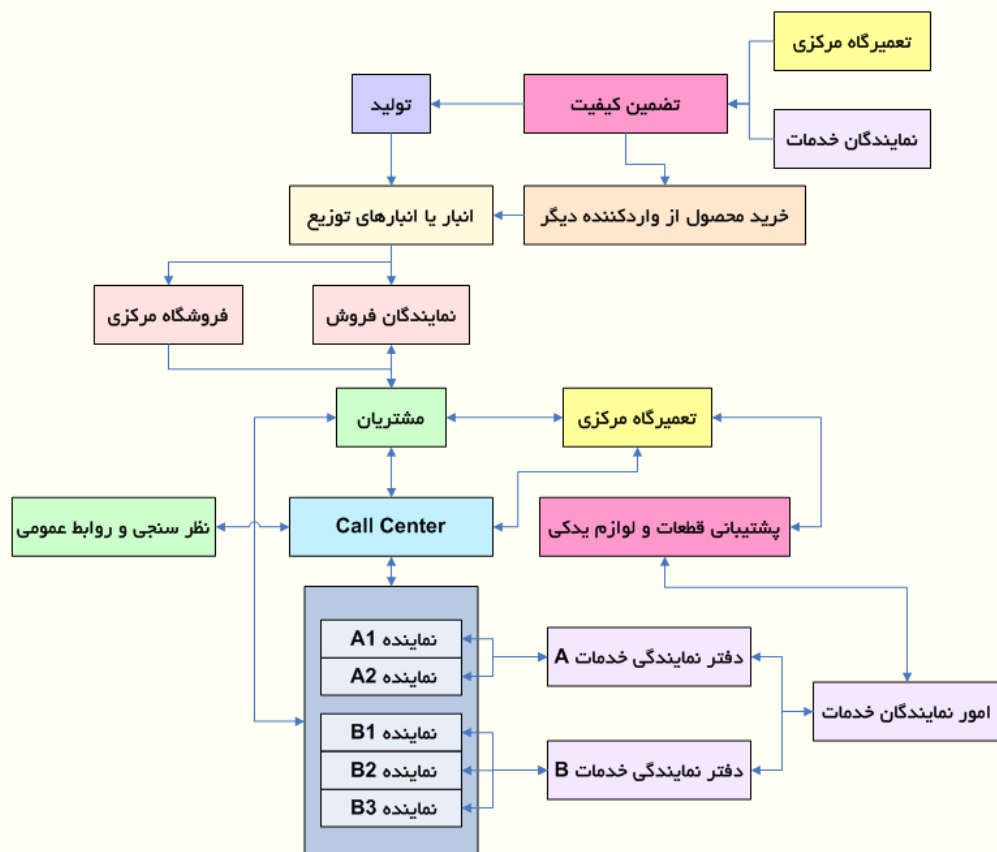 تعمیرگاه مرکزی
تضمین کیفیت
تولید
نمایندگان خدمات
خرید محصول از واردکننده دیگر
انبار یا انبارهای توزیع
نمایندگان فروش
فروشگاه مرکزی
تعمیرگاه مرکزی
مشتریان
پشتیبانی قطعات و لوازم یدکی
Call Center
نظر سنجی و روابط عمومی
نماینده A1
نماینده A2
دفتر نمایندگی خدمات A
امور نمایندگان خدمات
نماینده B1
نماینده B2
نماینده B3
دفتر نمایندگی خدمات B